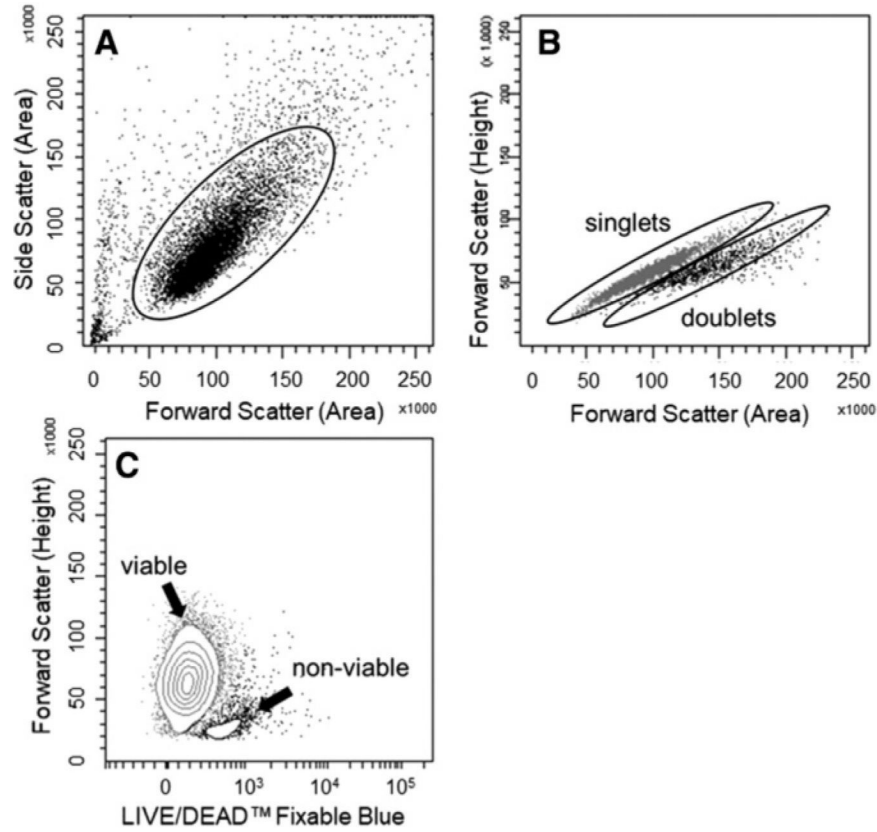 A
x1000
Side Scatter (Area)
250
200
150
100
50
0
0 50 100 150 200 250
Forward Scatter (Area) x1000
B
(x 1,000)
Forward Scatter (Height)
250
200
150
100
50
singlets
doublets
0 50 100 150 200 250
Forward Scatter (Area) x1000
C
x1000
Forward Scatter (Height)
250
200
150
100
50
0
viable
non-viable
0 10³ 10⁴ 10⁵
LIVE/DEAD™ Fixable Blue